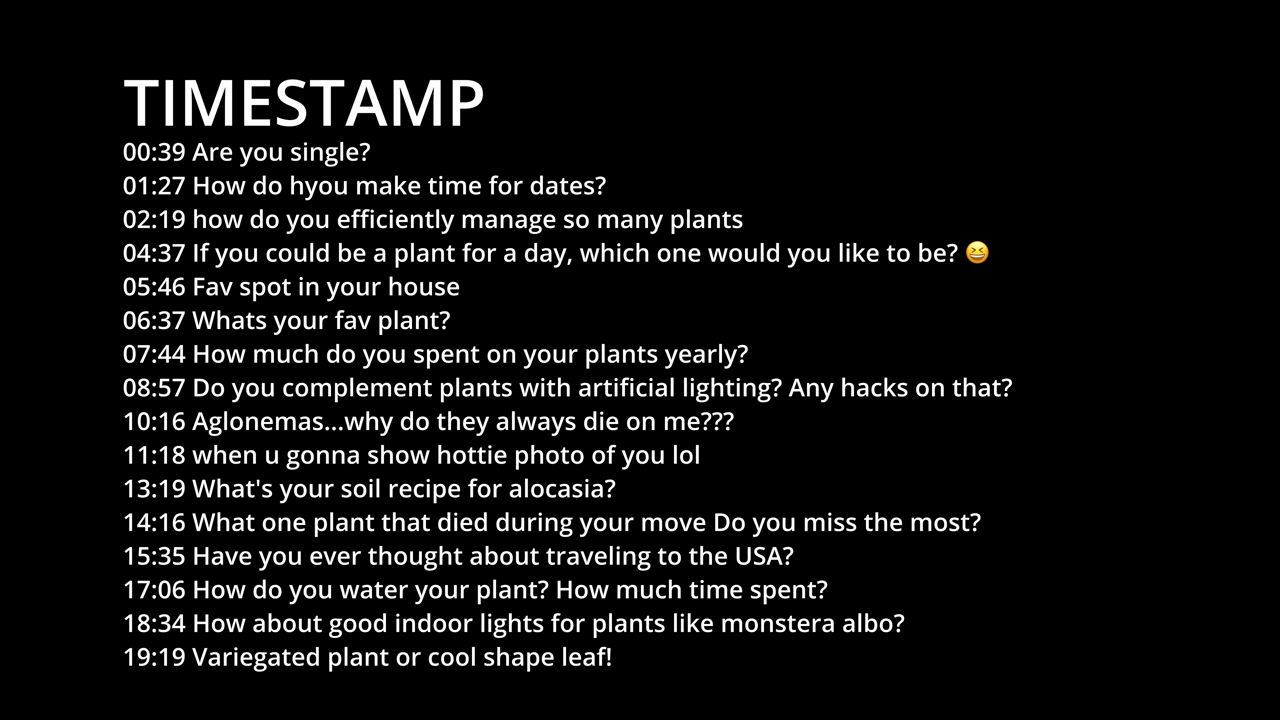 TIMESTAMP
00:39 Are you single?
01:27 How do hyou make time for dates?
02:19 how do you efficiently manage so many plants
04:37 If you could be a plant for a day, which one would you like to be? 😆
05:46 Fav spot in your house
06:37 Whats your fav plant?
07:44 How much do you spent on your plants yearly?
08:57 Do you complement plants with artificial lighting? Any hacks on that?
10:16 Aglonemas...why do they always die on me???
11:18 when u gonna show hottie photo of you lol
13:19 What's your soil recipe for alocasia?
14:16 What one plant that died during your move Do you miss the most?
15:35 Have you ever thought about traveling to the USA?
17:06 How do you water your plant? How much time spent?
18:34 How about good indoor lights for plants like monstera albo?
19:19 Variegated plant or cool shape leaf!